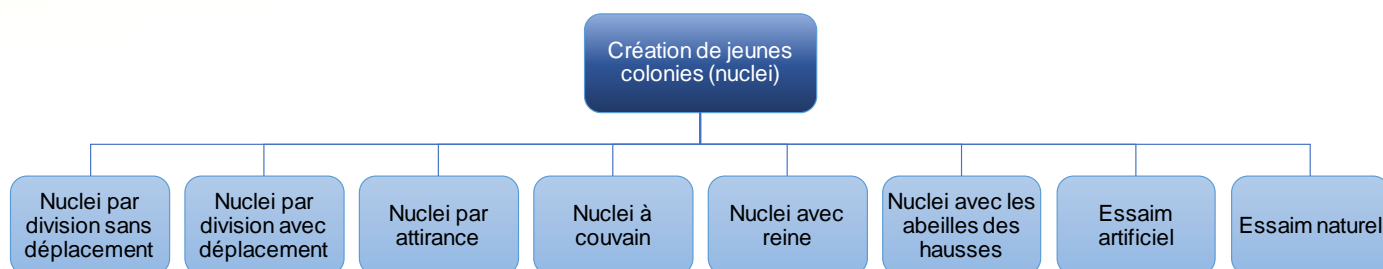 Création de jeunes
colonies (nuclei)
Nuclei par
division sans
déplacement
Nuclei par
division avec
déplacement
Nuclei par
attirance
Nuclei à
couvain
Nuclei avec
reine
Nuclei avec les
abeilles des
hausses
Essaim
artificiel
Essaim naturel